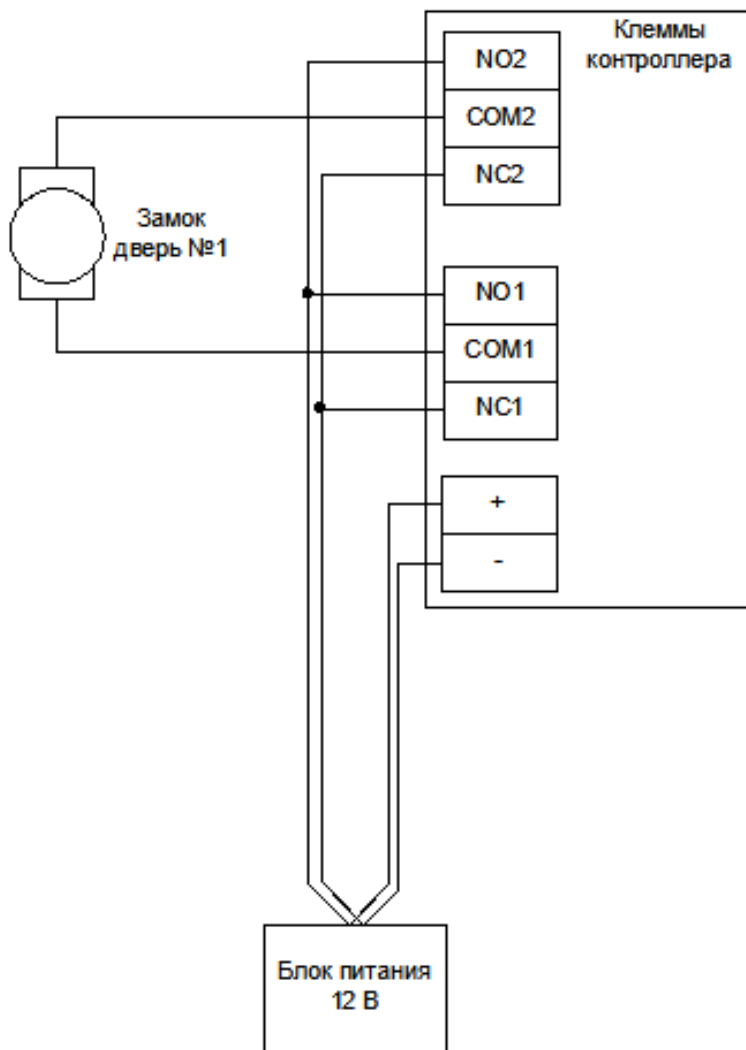 Клеммы
контроллера
NO2
COM2
NC2
Замок
дверь №1
NO1
COM1
NC1
+
-
Блок питания
12 В